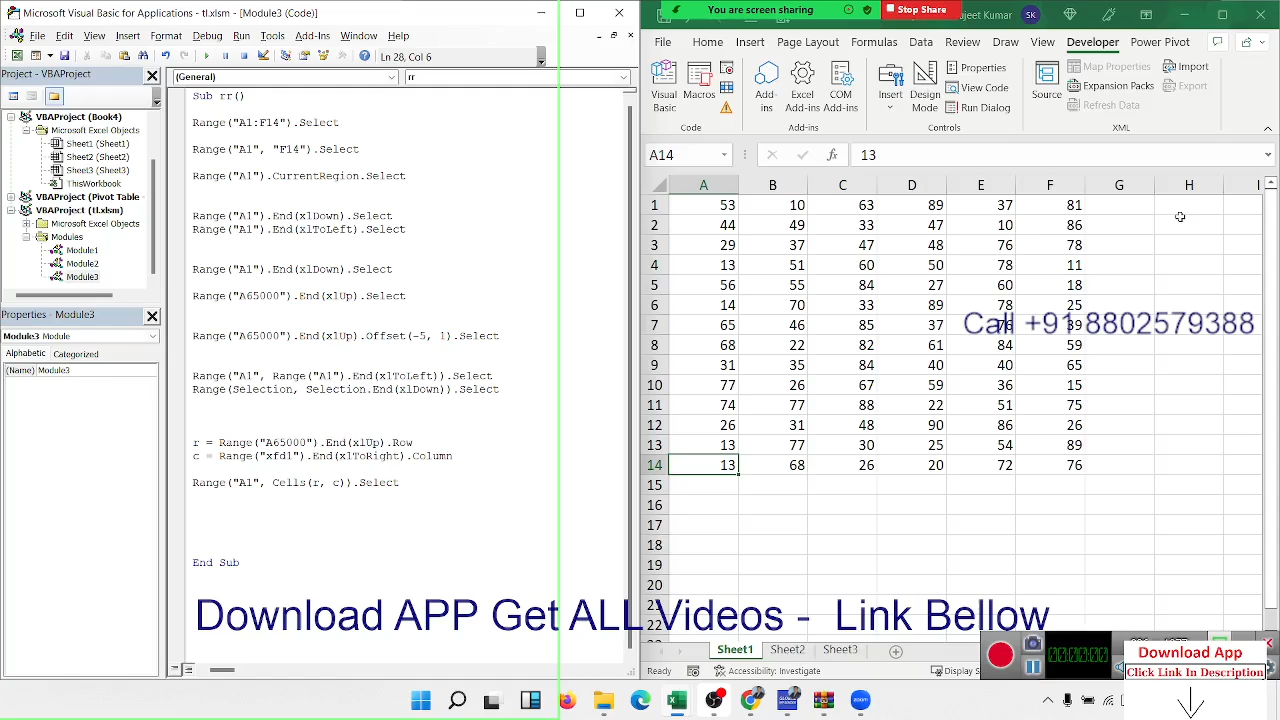 Microsoft Visual Basic for Applications - tl.xlsm - [Module3 (Code)]
File Edit View Insert Format Debug Run Tools Add-Ins Window Help
Ln 28, Col 6
Project - VBAProject
VBAProject (Book4)
Microsoft Excel Objects
Sheet1 (Sheet1)
Sheet2 (Sheet2)
Sheet3 (Sheet3)
ThisWorkbook
VBAProject (Pivot Table
VBAProject (tl.xlsm)
Microsoft Excel Objects
Modules
Module1
Module2
Module3
Properties - Module3
Module3 Module
Alphabetic Categorized
(Name) Module3
(General) rr
Sub rr()
Range("A1:F14").Select
Range("A1", "F14").Select
Range("A1").CurrentRegion.Select
Range("A1").End(xlDown).Select
Range("A1").End(xlToLeft).Select
Range("A1").End(xlDown).Select
Range("A65000").End(xlUp).Select
Range("A65000").End(xlUp).Offset(-5, 1).Select
Range("A1", Range("A1").End(xlToLeft)).Select
Range(Selection, Selection.End(xlDown)).Select
r = Range("A65000").End(xlUp).Row
c = Range("xfd1").End(xlToRight).Column
Range("A1", Cells(r, c)).Select
End Sub
You are screen sharing Stop Share
ujeet Kumar SK
File Home Insert Page Layout Formulas Data Review View Developer Help Power Pivot
Visual Basic Macros Add-ins Excel Add-ins COM Add-ins Insert Design Mode Properties View Code Run Dialog Source Map Properties Expansion Packs Refresh Data Import Export
Code Add-ins Controls XML
A14 fx 13
A B C D E F G H I
1 53 10 63 89 37 81
2 44 49 33 47 10 86
3 29 37 47 48 76 78
4 13 51 60 50 78 11
5 56 55 84 27 60 18
6 14 70 33 89 78 25
7 65 46 85 37 76 39
8 68 22 82 61 84 59
9 31 35 84 40 40 65
10 77 26 67 59 36 15
11 74 77 88 22 51 75
12 26 31 48 90 86 26
13 13 77 30 25 54 89
14 13 68 26 20 72 76
15
16
17
18
19
20
21
22
Call +91 8802579388
Download APP Get ALL Videos - Link Bellow
Sheet1 Sheet2 Sheet3
Ready Accessibility: Investigate Display S
Download App
Click Link In Description